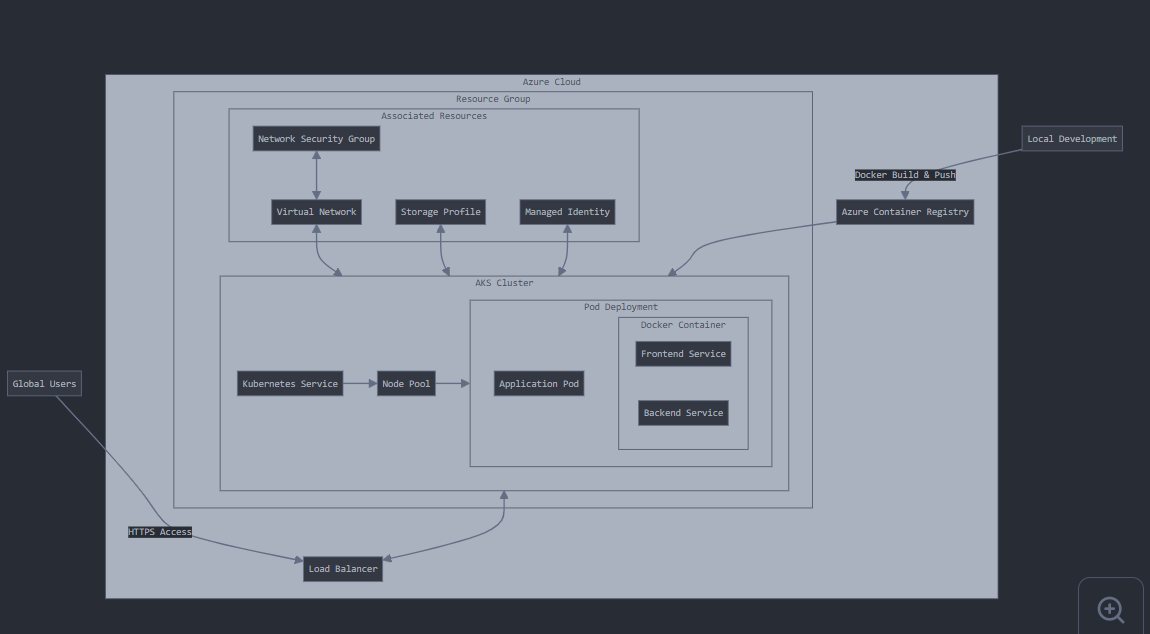 Azure Cloud
Resource Group
Associated Resources
Network Security Group
Local Development
Docker Build & Push
Virtual Network
Storage Profile
Managed Identity
Azure Container Registry
AKS Cluster
Pod Deployment
Docker Container
Frontend Service
Global Users
Kubernetes Service
Node Pool
Application Pod
Backend Service
HTTPS Access
Load Balancer